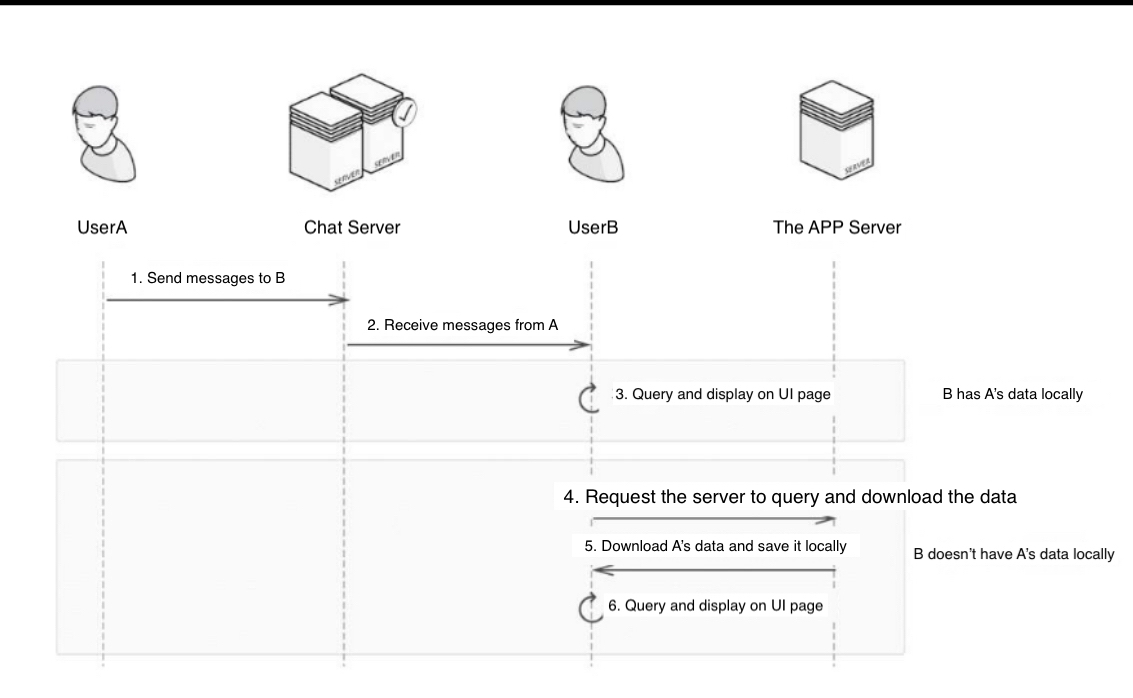 SERVER
SERVER
SERVER
UserA
Chat Server
UserB
The APP Server
1. Send messages to B
2. Receive messages from A
3. Query and display on UI page
B has A’s data locally
4. Request the server to query and download the data
5. Download A’s data and save it locally
B doesn’t have A’s data locally
6. Query and display on UI page